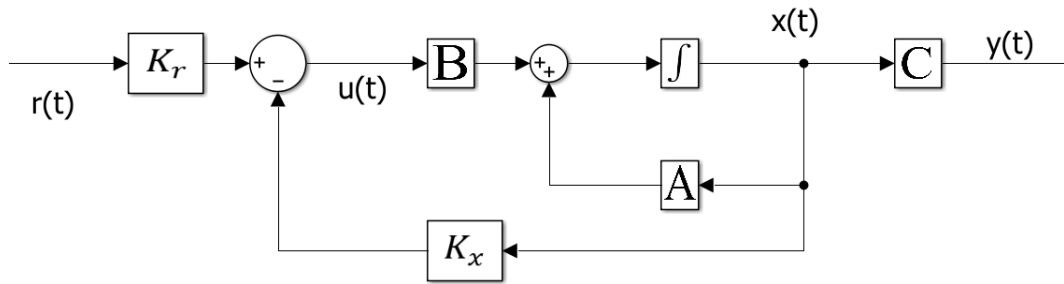 r(t)
K_r
+
−
u(t)
B
+
+
∫
x(t)
C
y(t)
A
K_x